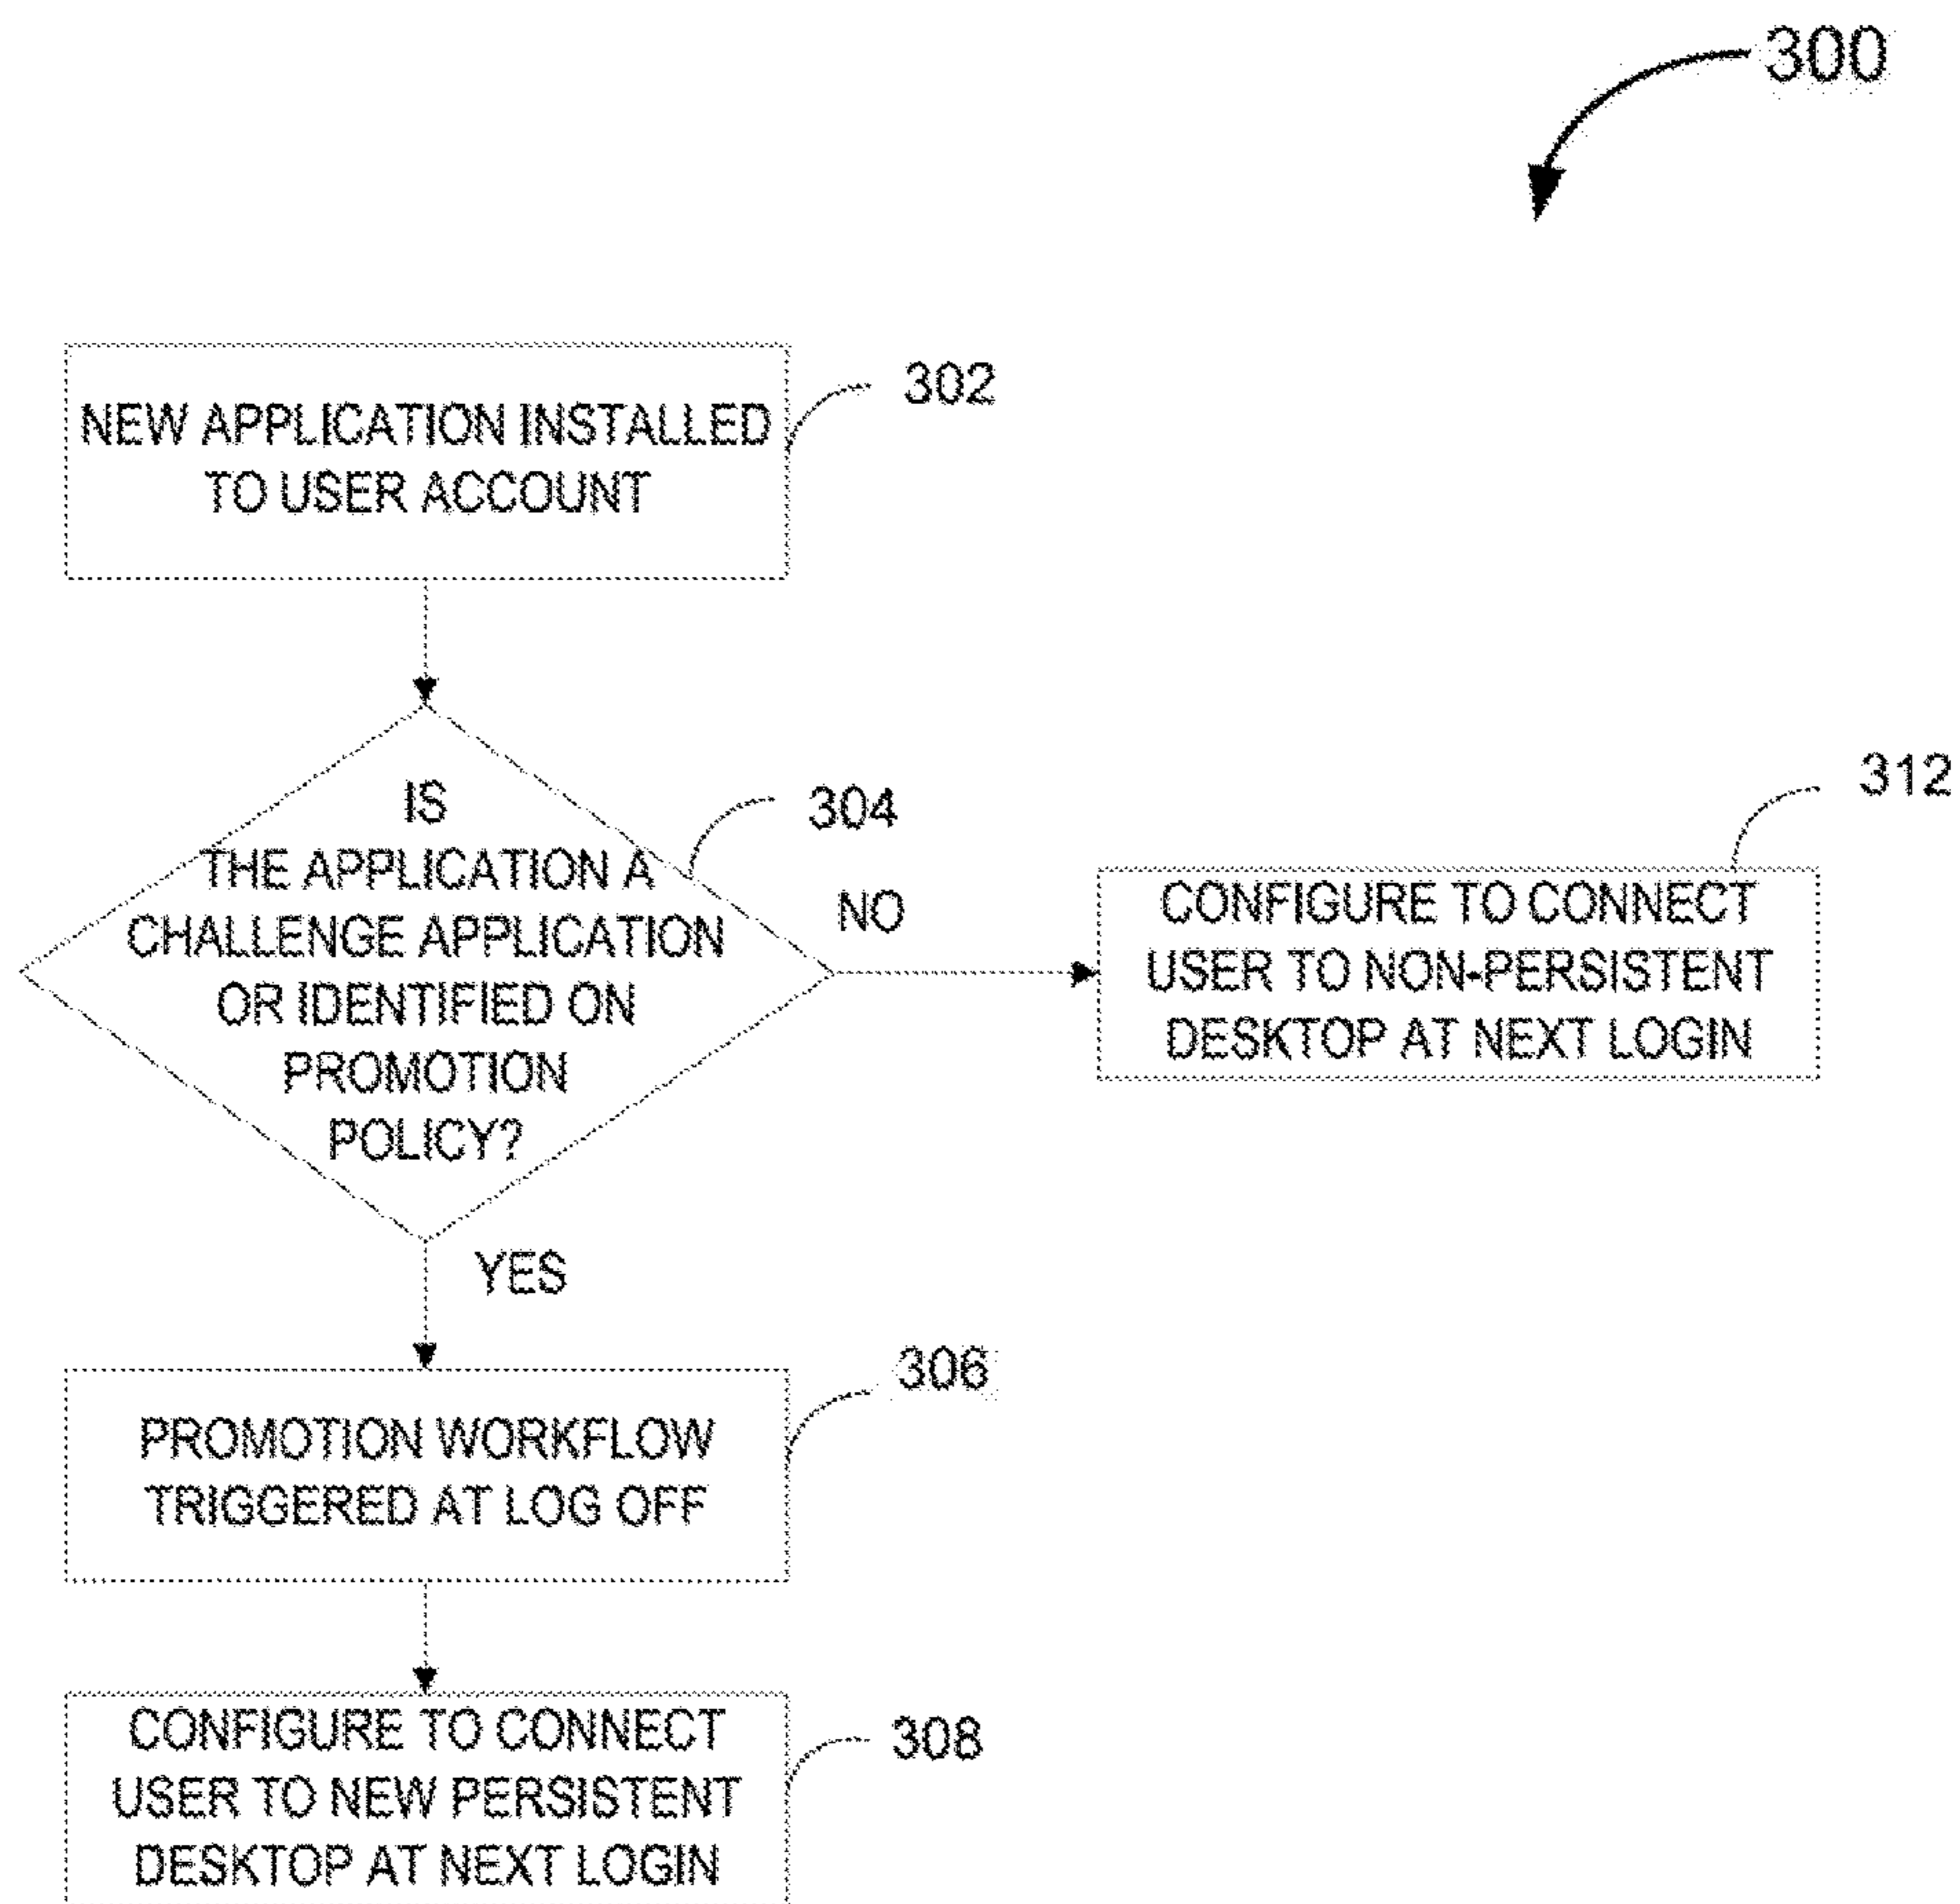 300
NEW APPLICATION INSTALLED
TO USER ACCOUNT
302
IS
THE APPLICATION A
CHALLENGE APPLICATION
OR IDENTIFIED ON
PROMOTION
POLICY?
304
NO
312
CONFIGURE TO CONNECT
USER TO NON-PERSISTENT
DESKTOP AT NEXT LOGIN
YES
306
PROMOTION WORKFLOW
TRIGGERED AT LOG OFF
308
CONFIGURE TO CONNECT
USER TO NEW PERSISTENT
DESKTOP AT NEXT LOGIN